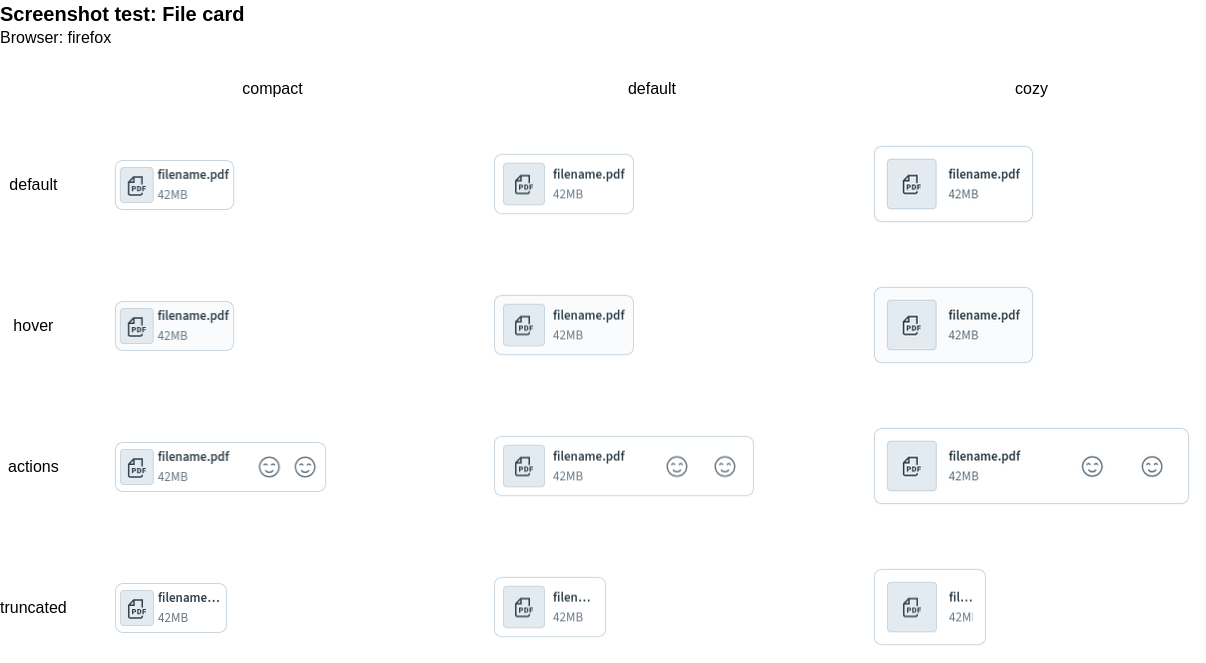 Screenshot test: File card
Browser: firefox
compact default cozy
default
PDF filename.pdf 42MB
PDF filename.pdf 42MB
PDF filename.pdf 42MB
hover
PDF filename.pdf 42MB
PDF filename.pdf 42MB
PDF filename.pdf 42MB
actions
PDF filename.pdf 42MB
PDF filename.pdf 42MB
PDF filename.pdf 42MB
truncated
PDF filename... 42MB
PDF filen... 42MB
PDF fil... 42M